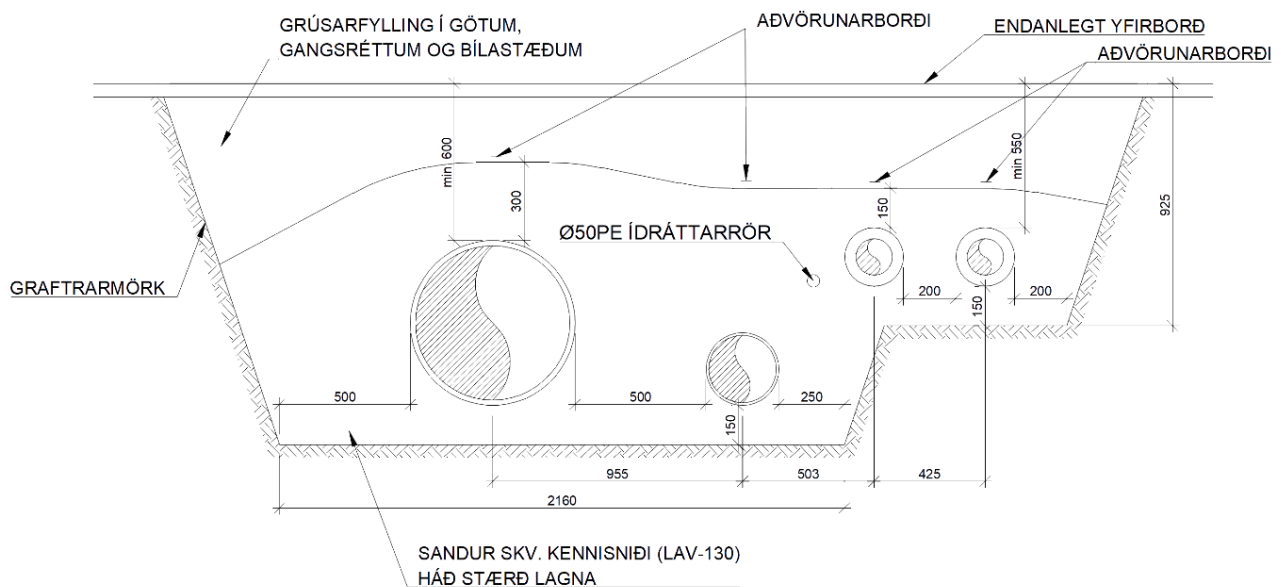 GRÚSARFYLLING Í GÖTUM,
GANGSRÉTTUM OG BÍLASTÆÐUM
AÐVÖRUNARBORÐI
ENDANLEGT YFIRBORÐ
AÐVÖRUNARBORÐI
min 600
min 550
300
150
925
Ø50PE ÍDRÁTTARRÖR
GRAFTRARMÖRK
200
200
150
500
500
250
150
955
503
425
2160
SANDUR SKV. KENNISNIÐI (LAV-130)
HÁÐ STÆRÐ LAGNA